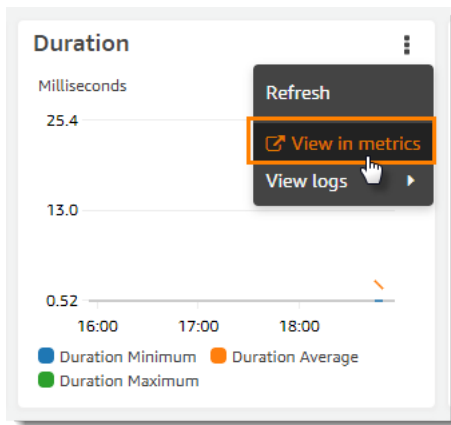 Duration
Milliseconds
Refresh
25.4
View in metrics
View logs
13.0
0.52
16:00 17:00 18:00
Duration Minimum Duration Average
Duration Maximum